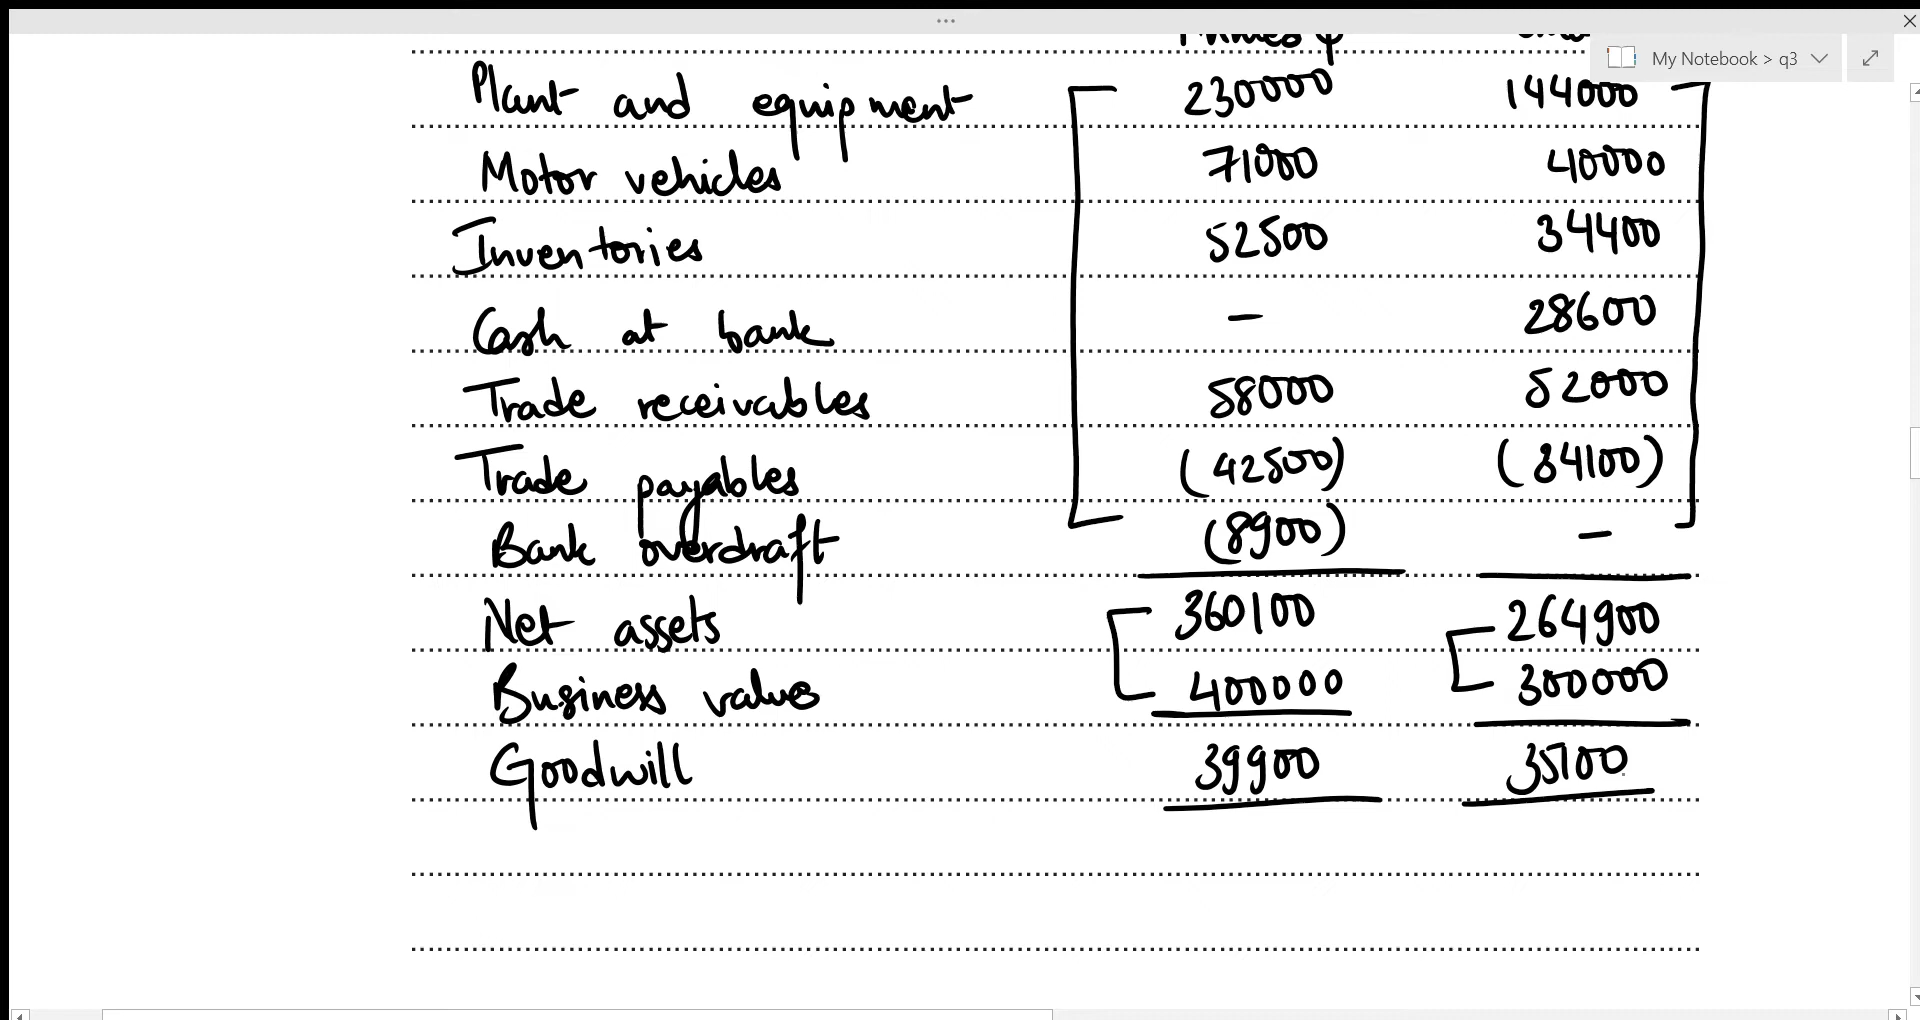 ...
My Notebook > q3
Plant and equipment 230000 144000
Motor vehicles 71000 40000
Inventories 52500 34400
Cash at bank — 28600
Trade receivables 58000 52000
Trade payables (42500) (34100)
Bank overdraft (8900) —
Net assets 360100 264900
Business values 400000 300000
Goodwill 39900 35100